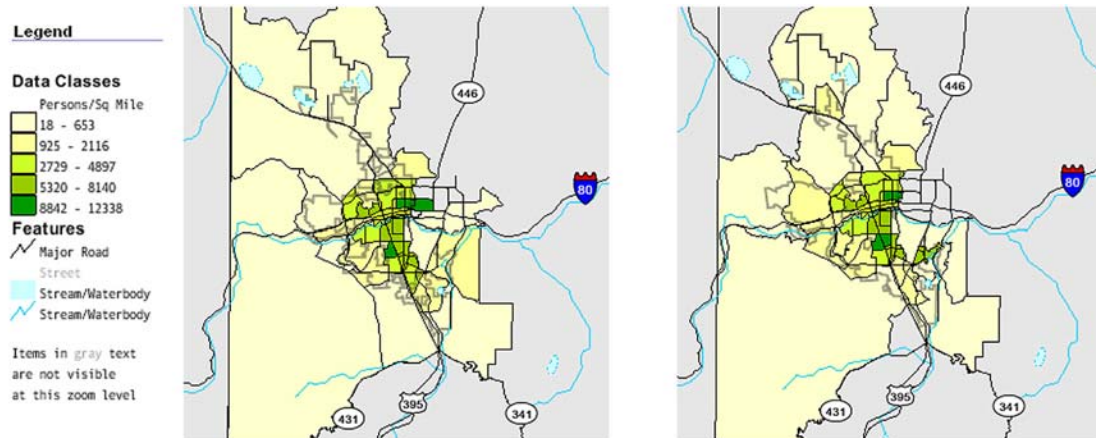 Legend
Data Classes
Persons/Sq Mile
18 - 653
925 - 2116
2729 - 4897
5320 - 8140
8842 - 12338
Features
Major Road
Street
Stream/Waterbody
Stream/Waterbody
Items in gray text
are not visible
at this zoom level
446
80
431
395
341
446
80
431
395
341